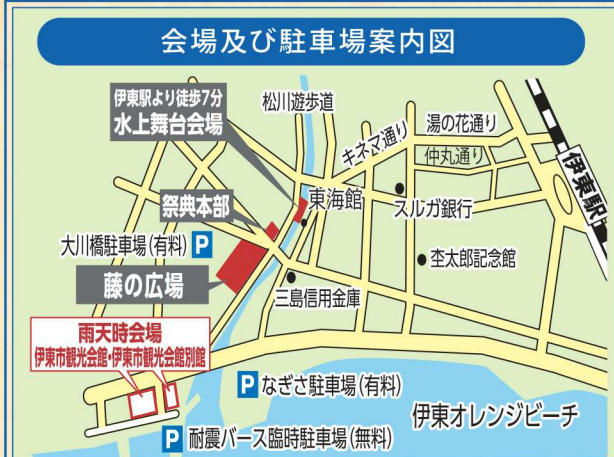 会場及び駐車場案内図
伊東駅より徒歩7分
水上舞台会場
松川遊歩道
キネマ通り
湯の花通り
仲丸通り
伊東駅
祭典本部
東海館
スルガ銀行
大川橋駐車場(有料) P
藤の広場
杢太郎記念館
三島信用金庫
雨天時会場
伊東市観光会館・伊東市観光会館別館
P なぎさ駐車場(有料)
伊東オレンジビーチ
P 耐震バース臨時駐車場(無料)